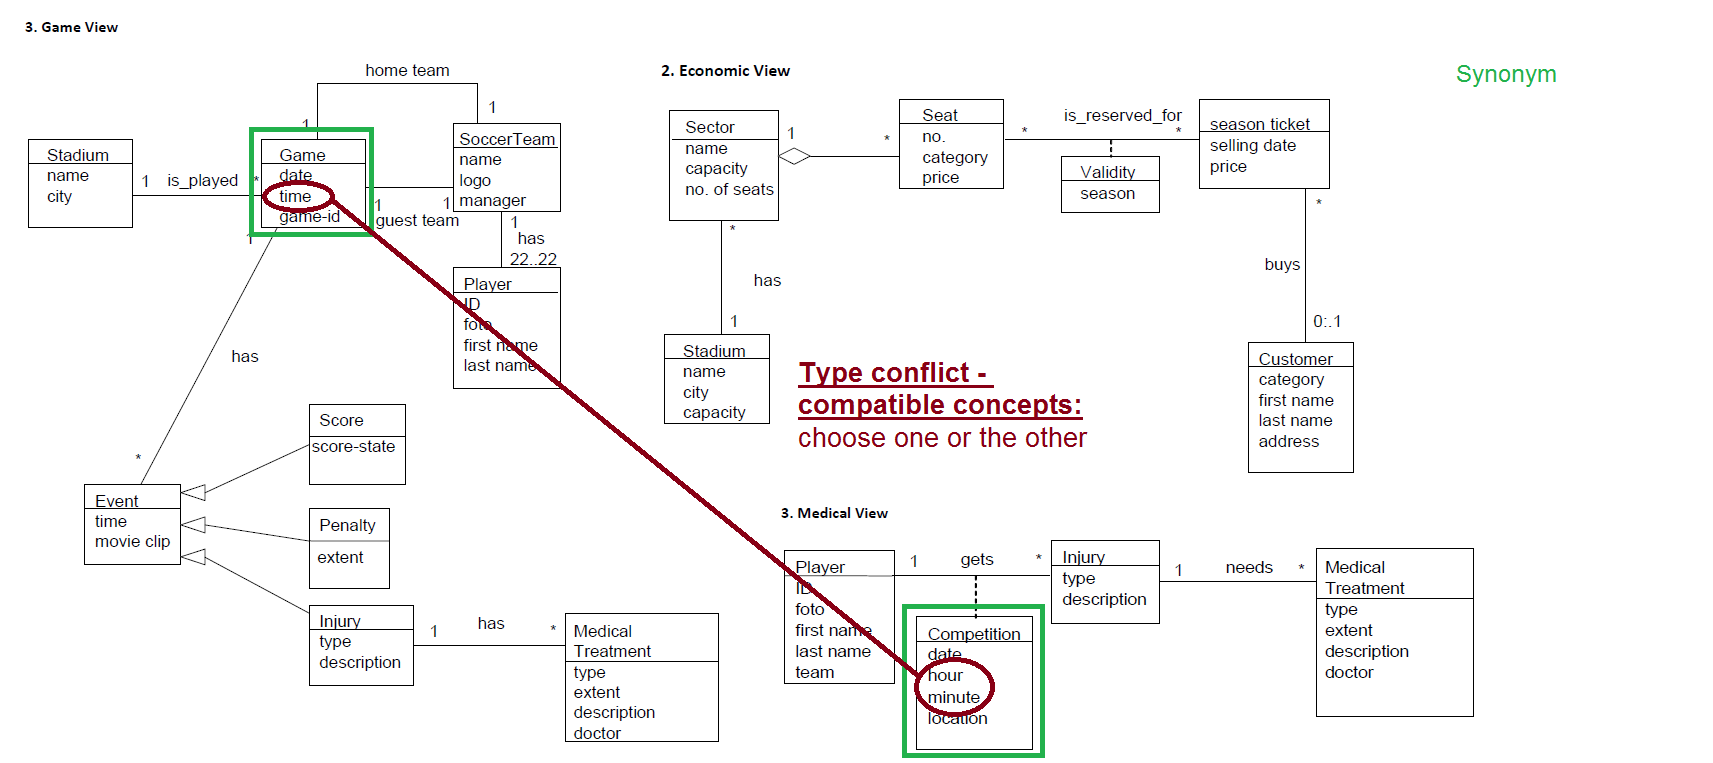 3. Game View
home team
1
1
Stadium
name
city
1
is_played
*
Game
date
time
game-id
1
1
1
guest team
SoccerTeam
name
logo
manager
1
has
22..22
Player
ID
foto
first name
last name
has
*
Event
time
movie clip
Score
score-state
Penalty
extent
Injury
type
description
1
has
*
Medical
Treatment
type
extent
description
doctor
2. Economic View
Synonym
Sector
name
capacity
no. of seats
1
*
Seat
no.
category
price
*
is_reserved_for
*
Validity
season
season ticket
selling date
price
*
buys
0:.1
Customer
category
first name
last name
address
*
has
1
Stadium
name
city
capacity
Type conflict -
compatible concepts:
choose one or the other
3. Medical View
Player
ID
foto
first name
last name
team
1
gets
*
Competition
date
hour
minute
location
Injury
type
description
1
needs
*
Medical
Treatment
type
extent
description
doctor